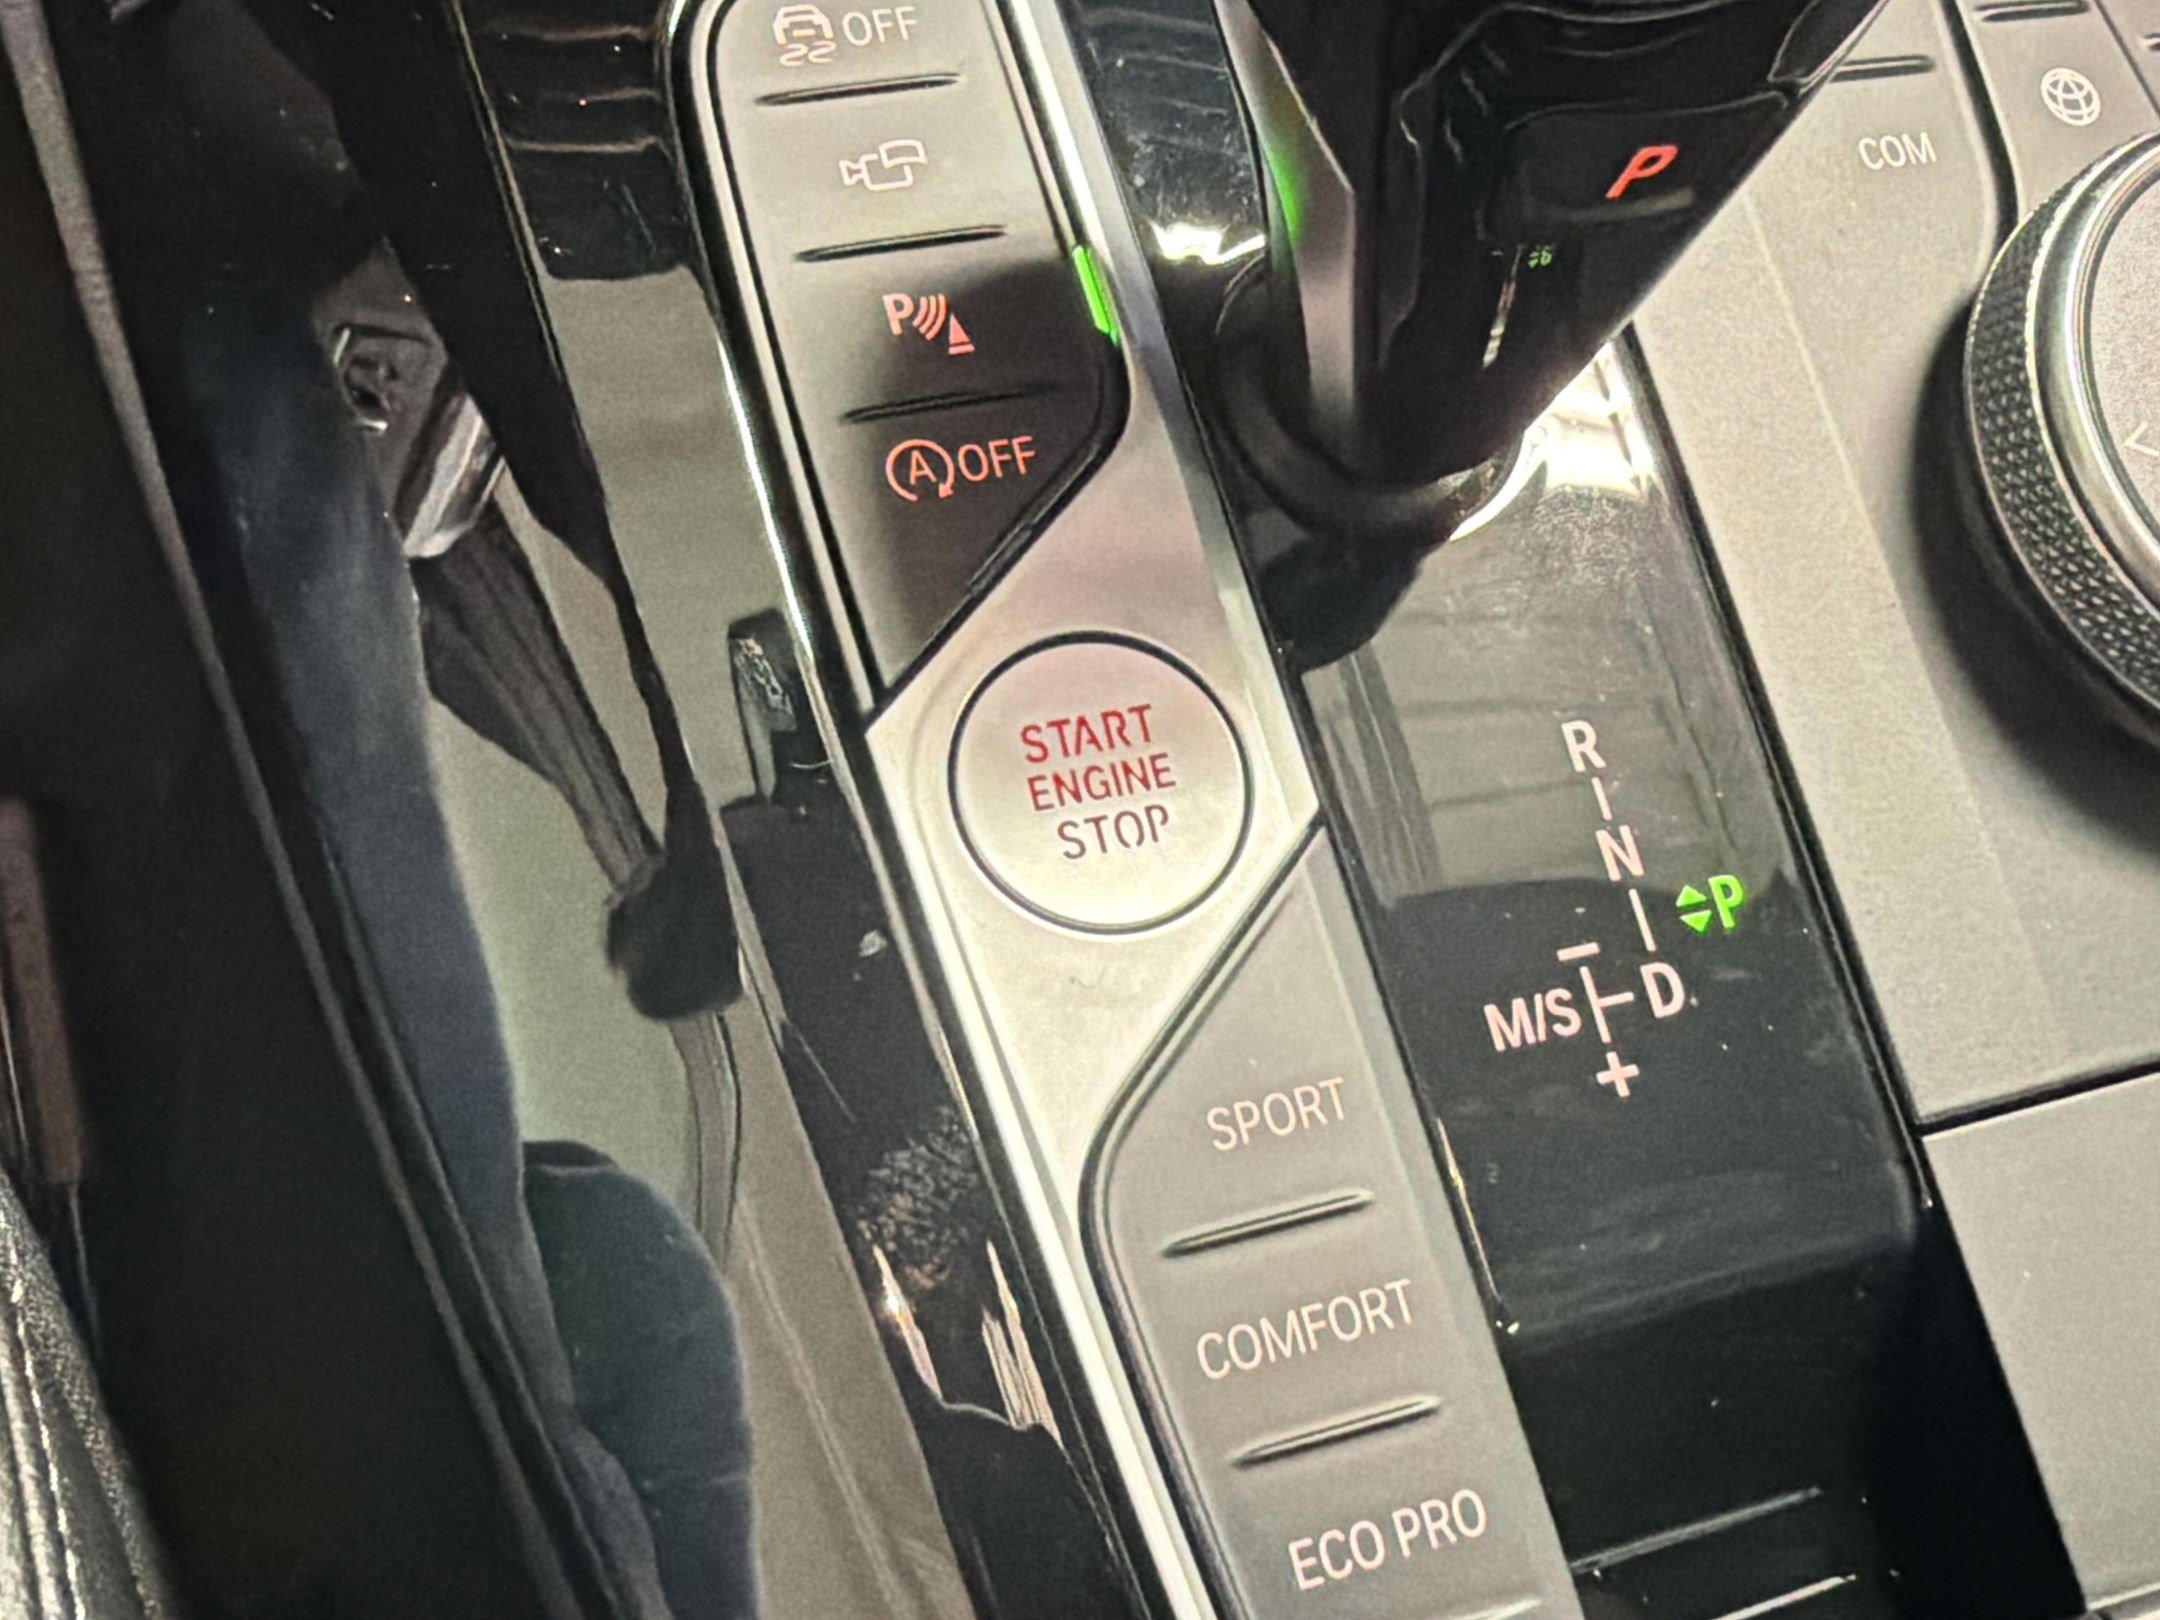 OFF
P
COM
P
A OFF
START
ENGINE
STOP
R
N
P
M/S D
+
SPORT
COMFORT
ECO PRO